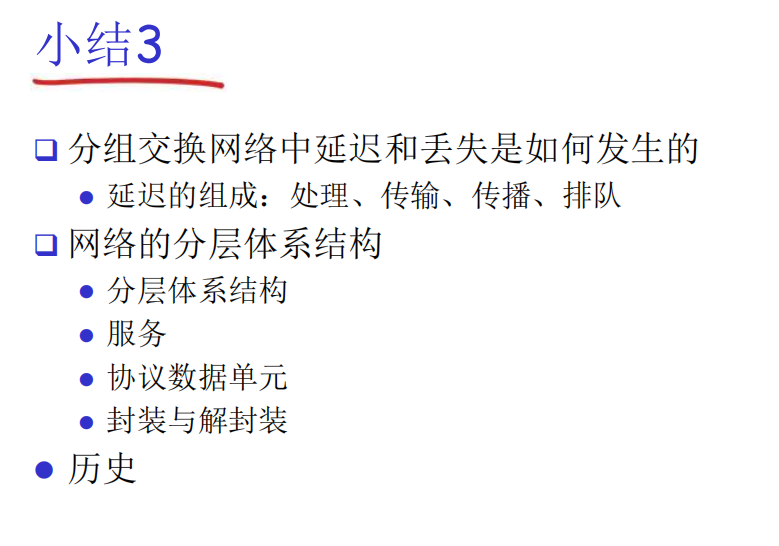 小结3
分组交换网络中延迟和丢失是如何发生的
延迟的组成：处理、传输、传播、排队
网络的分层体系结构
分层体系结构
服务
协议数据单元
封装与解封装
历史